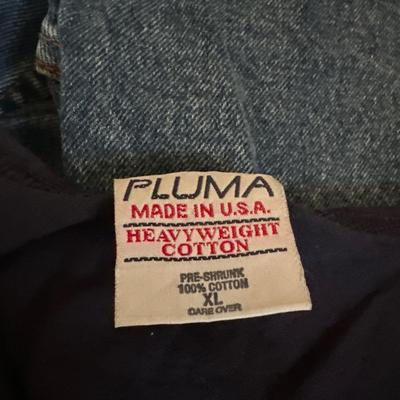 PLUMA
MADE IN U.S.A.
HEAVYWEIGHT
COTTON
PRE-SHRUNK
100% COTTON
XL
CARE OVER